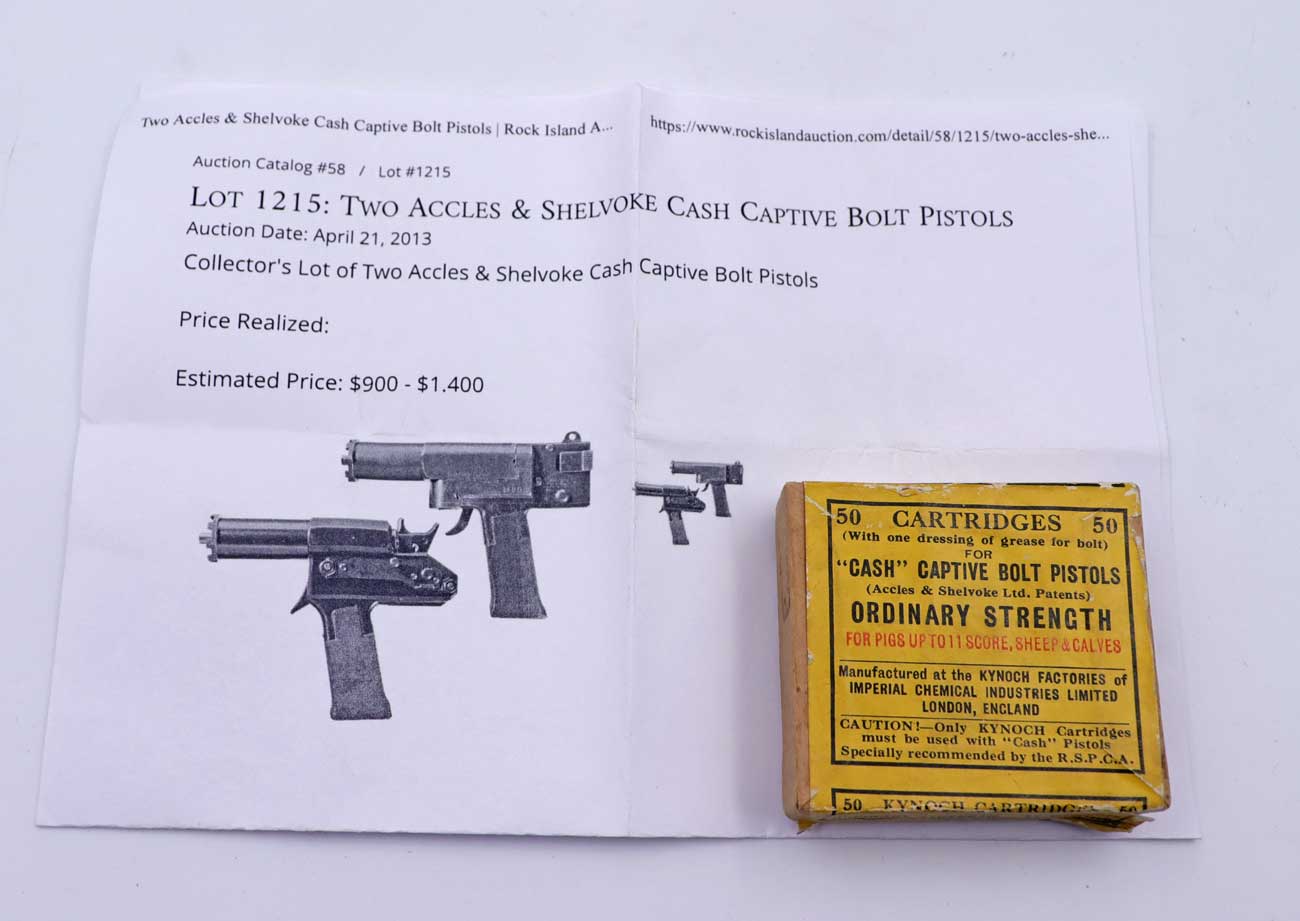 Two Accles & Shelvoke Cash Captive Bolt Pistols | Rock Island A...
https://www.rockislandauction.com/detail/58/1215/two-accles-she...
Auction Catalog #58 / Lot #1215
LOT 1215: TWO ACCLES & SHELVOKE CASH CAPTIVE BOLT PISTOLS
Auction Date: April 21, 2013
Collector's Lot of Two Accles & Shelvoke Cash Captive Bolt Pistols
Price Realized:
Estimated Price: $900 - $1.400
50 CARTRIDGES 50
(With one dressing of grease for bolt)
FOR
"CASH" CAPTIVE BOLT PISTOLS
(Accles & Shelvoke Ltd. Patents)
ORDINARY STRENGTH
FOR PIGS UP TO 11 SCORE, SHEEP & CALVES
Manufactured at the KYNOCH FACTORIES of
IMPERIAL CHEMICAL INDUSTRIES LIMITED
LONDON, ENGLAND
CAUTION!—Only KYNOCH Cartridges
must be used with "Cash" Pistols
Specially recommended by the R.S.P.C.A.
50 KYNOCH CARTRIDGES 50